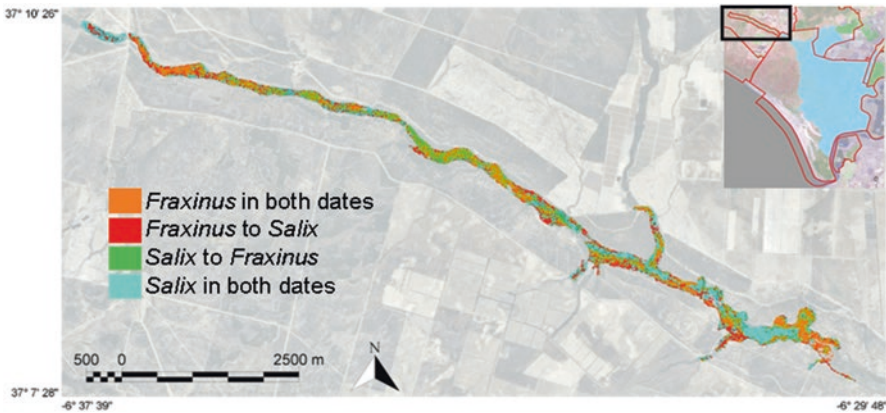 37° 10' 26"
Fraxinus in both dates
Fraxinus to Salix
Salix to Fraxinus
Salix in both dates
500 0 2500 m
N
37° 7' 28"
-6° 37' 39" -6° 29' 48"